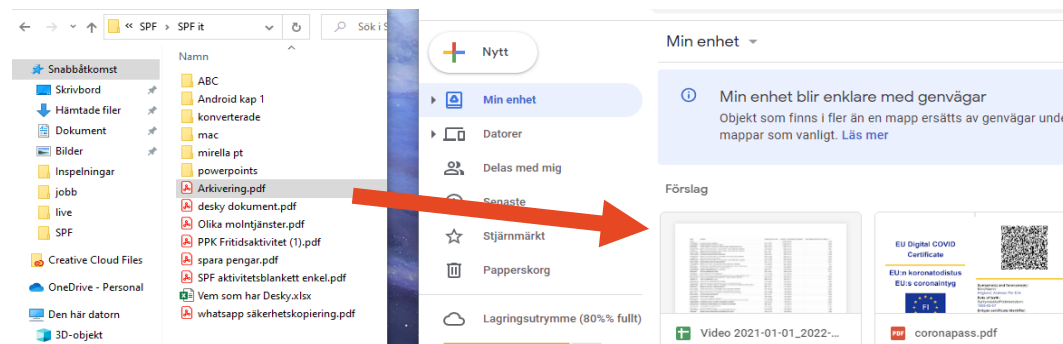 SPF
SPF it
Sök i S
Namn
Snabbåtkomst
Skrivbord
Hämtade filer
Dokument
Bilder
Inspelningar
jobb
live
SPF
Creative Cloud Files
OneDrive - Personal
Den här datorn
3D-objekt
ABC
Android kap 1
konverterade
mac
mirella pt
powerpoints
Arkivering.pdf
desky dokument.pdf
Olika molntjänster.pdf
PPK Fritidsaktivitet (1).pdf
spara pengar.pdf
SPF aktivitetsblankett enkel.pdf
Vem som har Desky.xlsx
whatsapp säkerhetskopiering.pdf
Nytt
Min enhet
Datorer
Delas med mig
Senaste
Stjärnmärkt
Papperskorg
Lagringsutrymme (80%% fullt)
Min enhet
Min enhet blir enklare med genvägar
Objekt som finns i fler än en mapp ersätts av genvägar unde
mappar som vanligt. Läs mer
Förslag
Video 2021-01-01_2022-...
EU Digital COVID
Certificate
EU:n koronatodistus
EU:s coronaintyg
FI
PDF
coronapass.pdf